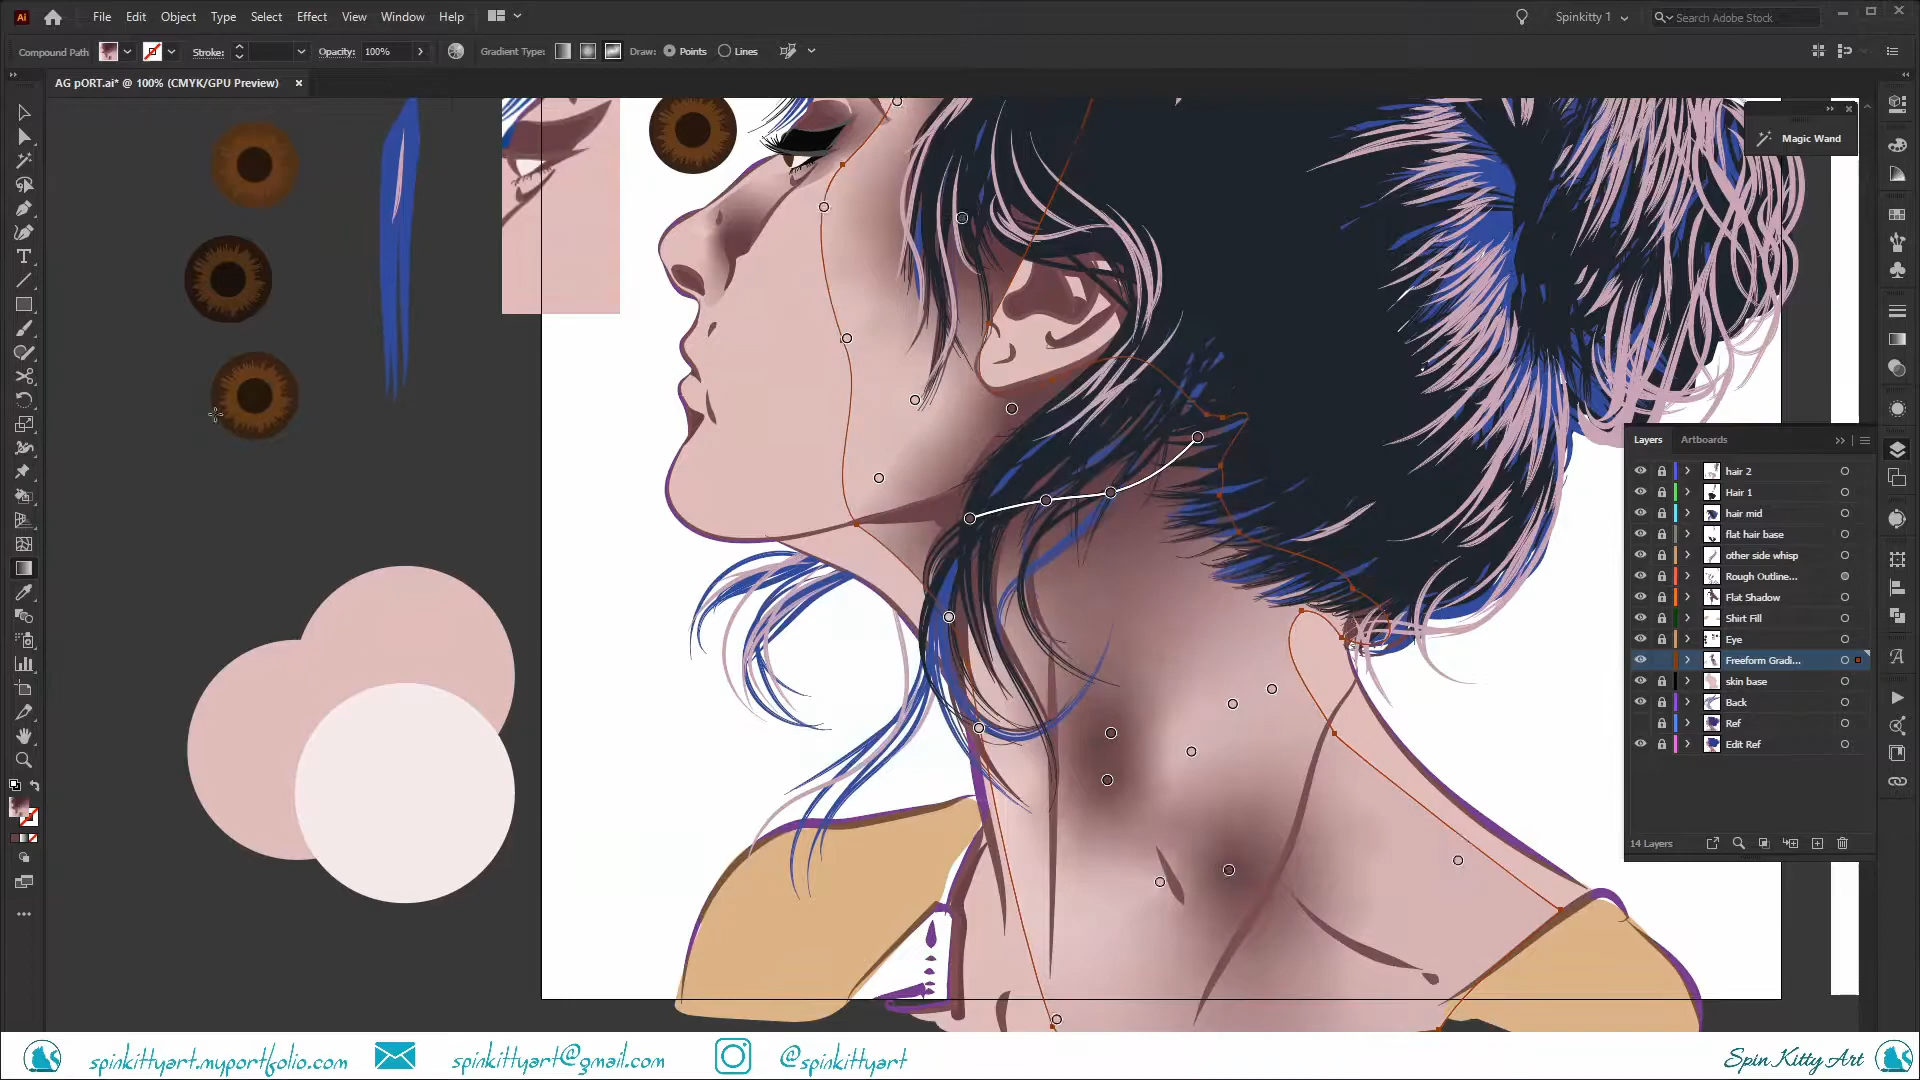 Ai File Edit Object Type Select Effect View Window Help Spinkitty 1 Search Adobe Stock
Compound Path Stroke: Opacity: 100% Gradient Type: Draw: Points Lines
AG pORT.ai* @ 100% (CMYK/GPU Preview)
Magic Wand
Layers Artboards
hair 2
Hair 1
hair mid
flat hair base
other side whisp
Rough Outline...
Flat Shadow
Shirt Fill
Eye
Freeform Gradi...
skin base
Back
Ref
Edit Ref
14 Layers
spinkittyart.myportfolio.com spinkittyart@gmail.com @spinkittyart Spin Kitty Art